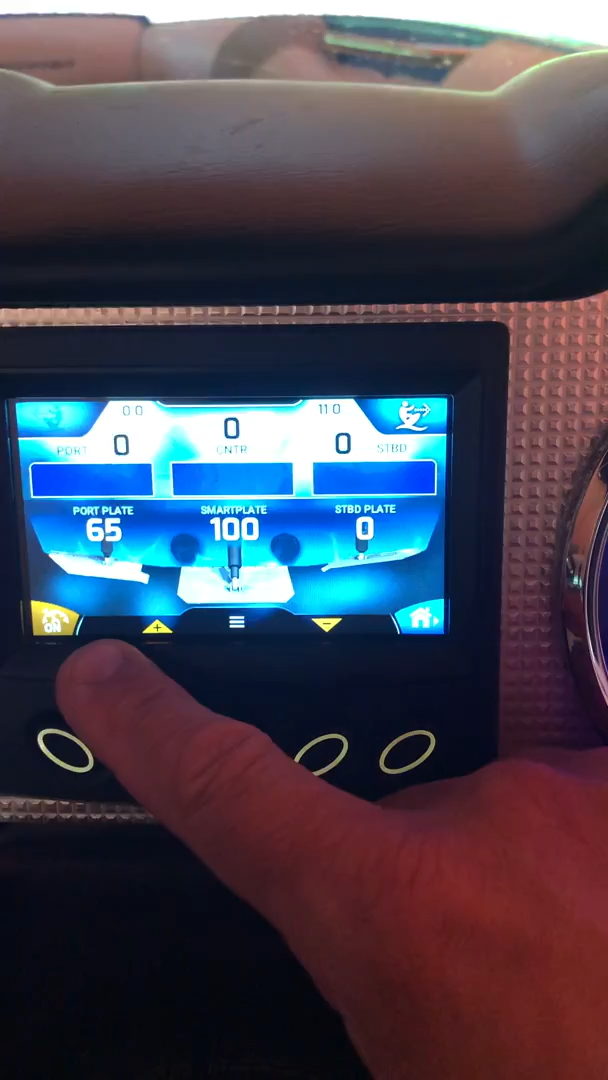 0.0 0 11.0
PORT 0 CNTR 0 STBD
PORT PLATE SMARTPLATE STBD PLATE
65 100 0
ON + −